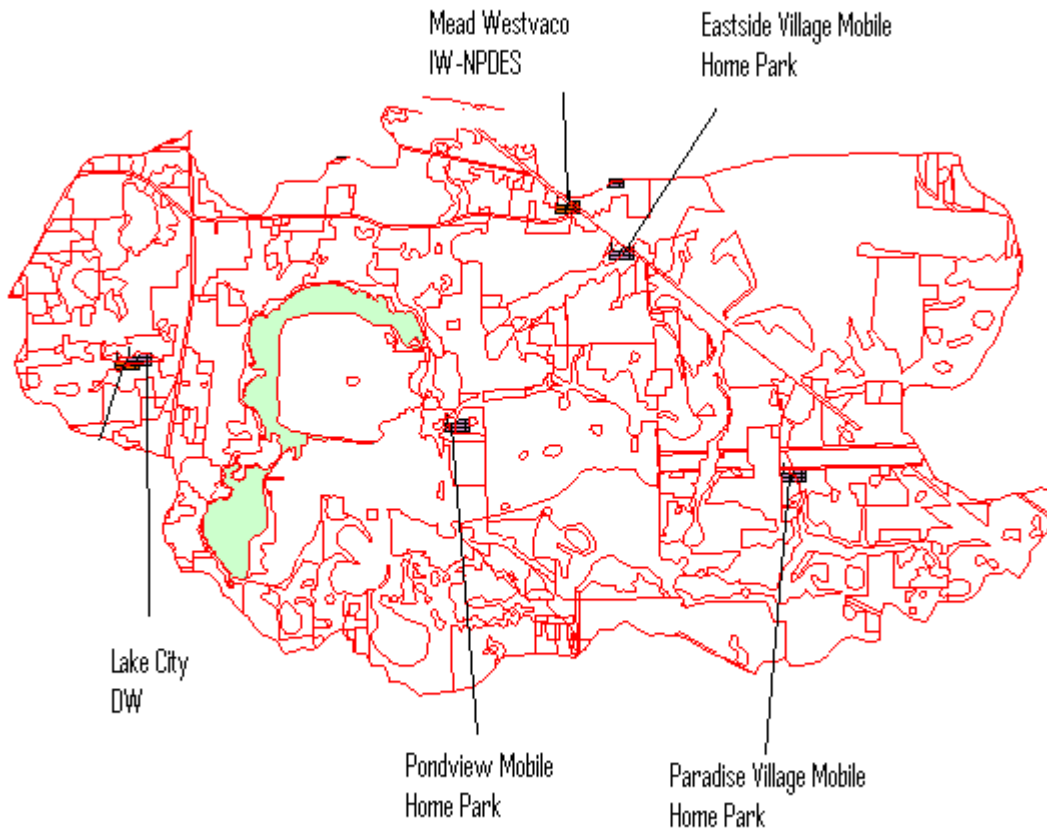 Mead Westvaco
IW-NPDES
Eastside Village Mobile
Home Park
Lake City
DW
Pondview Mobile
Home Park
Paradise Village Mobile
Home Park